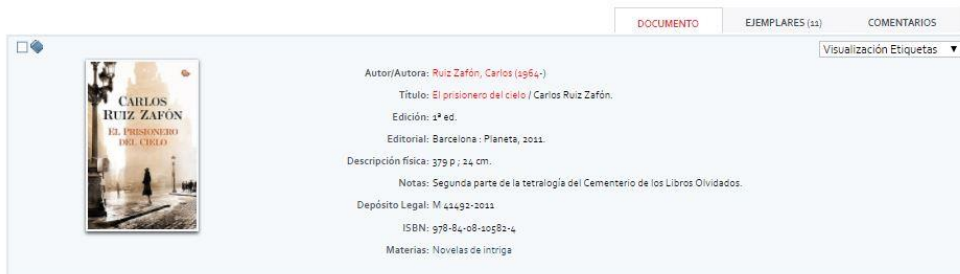 DOCUMENTO EJEMPLARES (11) COMENTARIOS
Visualización Etiquetas
CARLOS
RUIZ ZAFÓN
EL PRISIONERO
DEL CIELO
Autor/Autora: Ruiz Zafón, Carlos (1964-)
Título: El prisionero del cielo / Carlos Ruiz Zafón.
Edición: 1ª ed.
Editorial: Barcelona : Planeta, 2011.
Descripción física: 379 p ; 24 cm.
Notas: Segunda parte de la tetralogía del Cementerio de los Libros Olvidados.
Depósito Legal: M 41492-2011
ISBN: 978-84-08-10582-4
Materias: Novelas de intriga